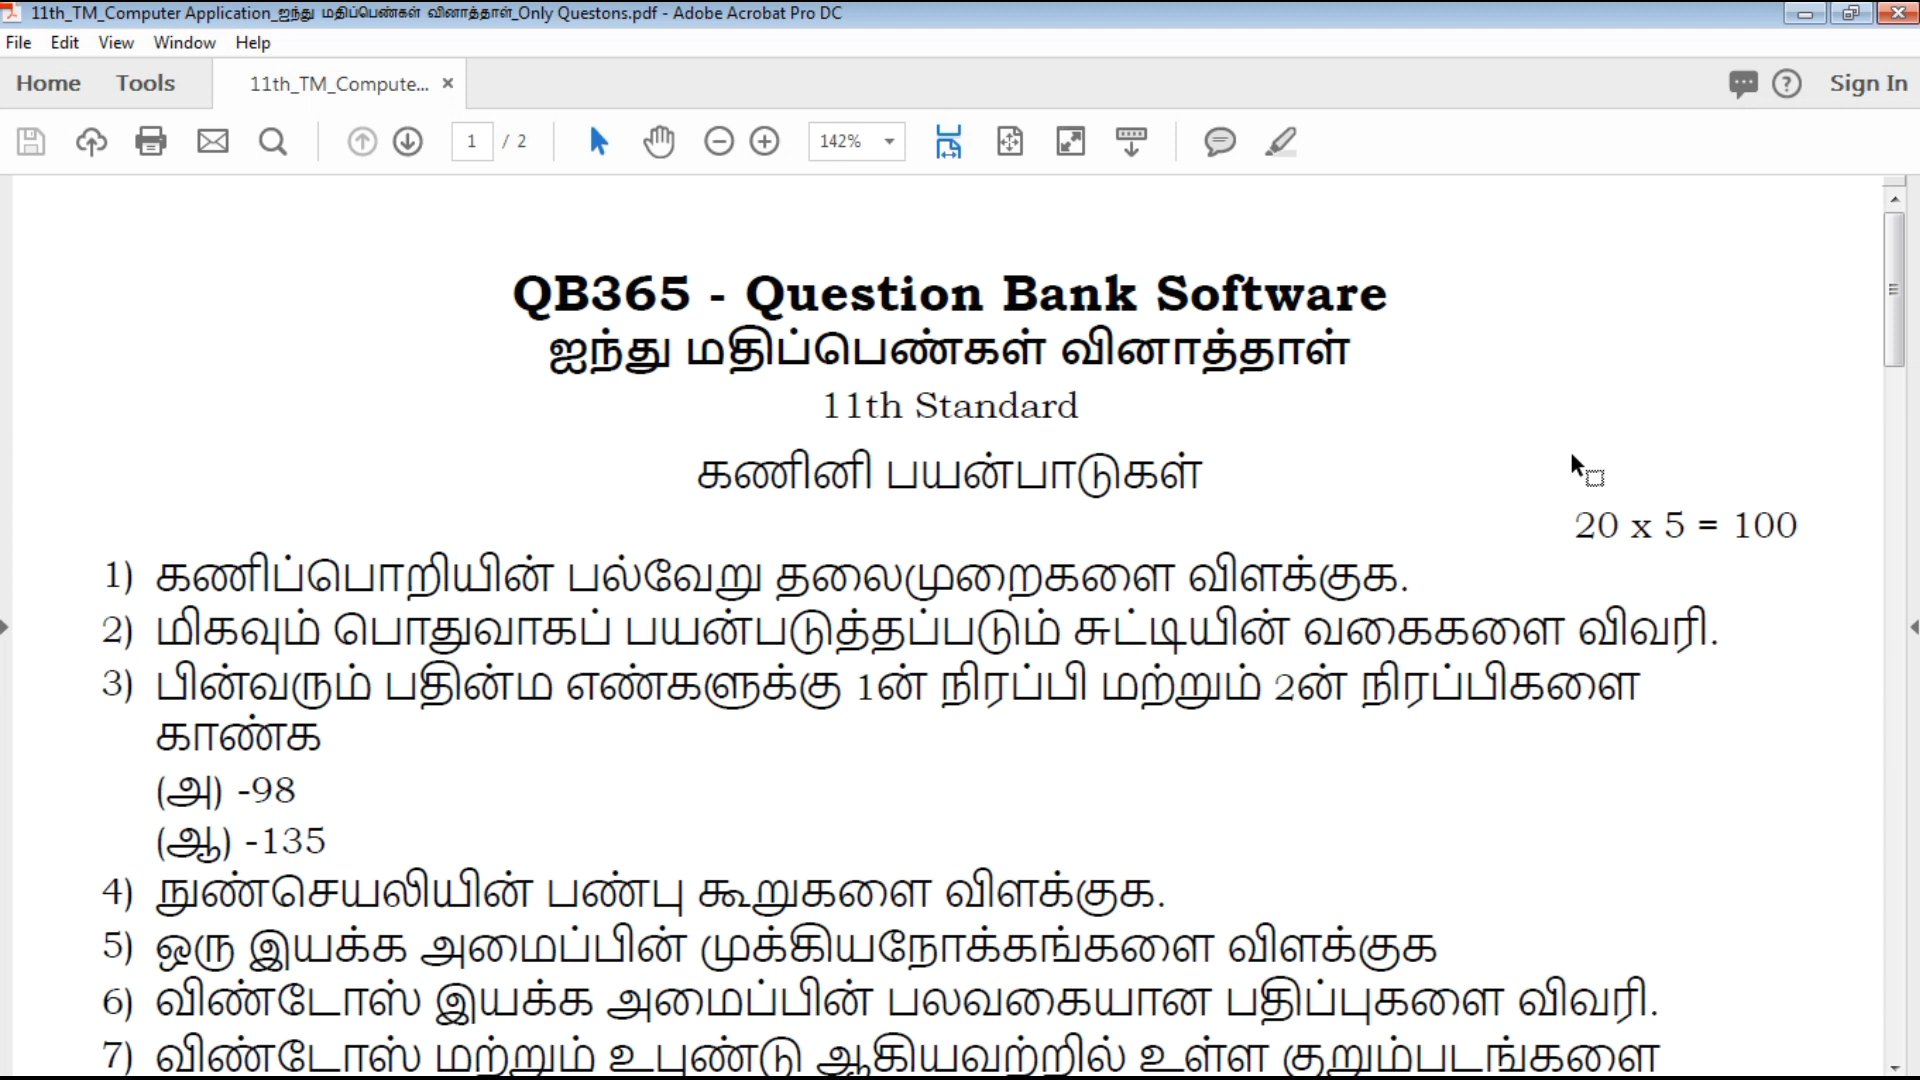 11th_TM_Computer Application_ஐந்து மதிப்பெண்கள் வினாத்தாள்_Only Questons.pdf - Adobe Acrobat Pro DC
File Edit View Window Help
Home Tools 11th_TM_Compute... × Sign In
1 / 2 142%
QB365 - Question Bank Software
ஐந்து மதிப்பெண்கள் வினாத்தாள்
11th Standard
கணினி பயன்பாடுகள்
20 x 5 = 100
1) கணிப்பொறியின் பல்வேறு தலைமுறைகளை விளக்குக.
2) மிகவும் பொதுவாகப் பயன்படுத்தப்படும் சுட்டியின் வகைகளை விவரி.
3) பின்வரும் பதின்ம எண்களுக்கு 1ன் நிரப்பி மற்றும் 2ன் நிரப்பிகளை
காண்க
(அ) -98
(ஆ) -135
4) நுண்செயலியின் பண்பு கூறுகளை விளக்குக.
5) ஒரு இயக்க அமைப்பின் முக்கியநோக்கங்களை விளக்குக
6) விண்டோஸ் இயக்க அமைப்பின் பலவகையான பதிப்புகளை விவரி.
7) விண்டோஸ் மற்றும் உபுண்டு ஆகியவற்றில் உள்ள குறும்படங்களை